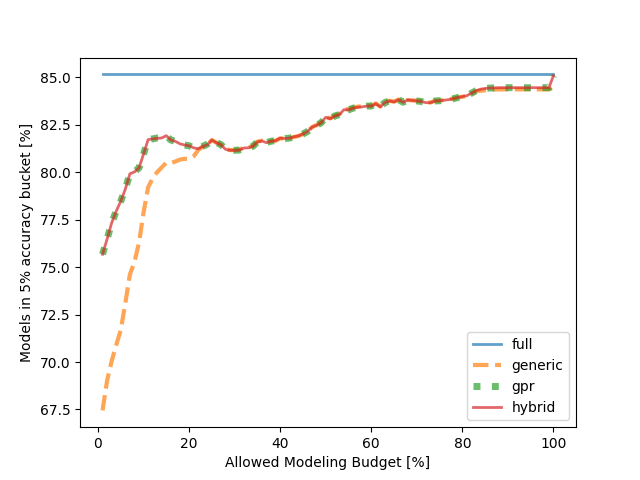 85.0
82.5
80.0
77.5
75.0
72.5
70.0
67.5
Models in 5% accuracy bucket [%]
full
generic
gpr
hybrid
0 20 40 60 80 100
Allowed Modeling Budget [%]